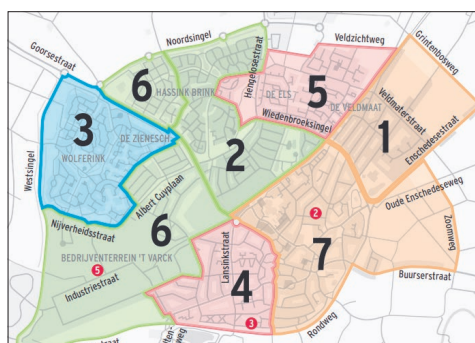 Goorsestraat
Noordsingel
Hengelosestraat
Veldzichtweg
Grintenbosweg
6
HASSINK BRINK
DE ELS
5
DE VELDMAAT
Veldmaterstraat
Enschedesestraat
1
3
WOLFERINK
DE ZIENESCH
Wiedenbroeksingel
2
Westsingel
Albert Cuyplaan
Oude Enschedeseweg
2
Nijverheidsstraat
6
7
Zoomweg
BEDRIJVENTERREIN 'T VARCK
5
Industriestraat
Lansinkstraat
4
Buurserstraat
3
Rondweg